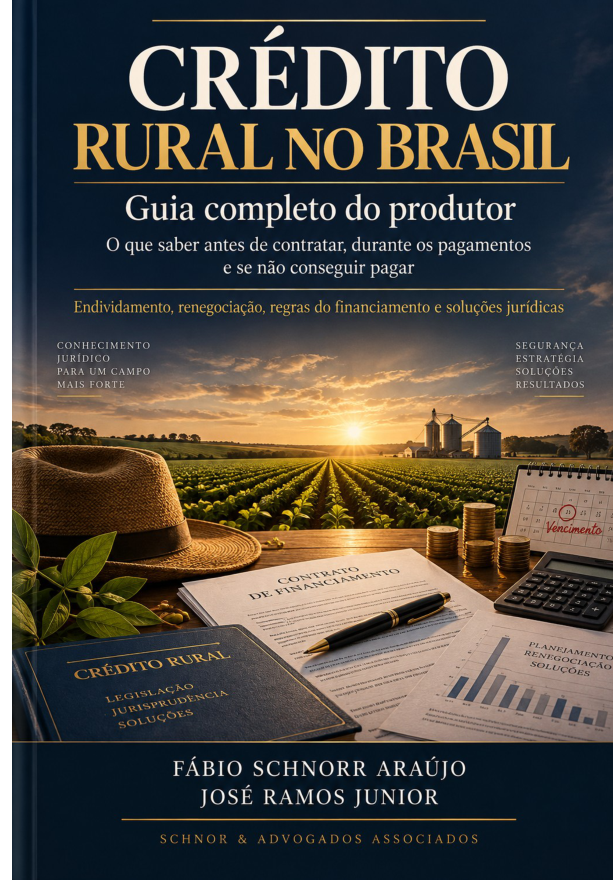 CRÉDITO
RURAL NO BRASIL
Guia completo do produtor
O que saber antes de contratar, durante os pagamentos
e se não conseguir pagar
Endividamento, renegociação, regras do financiamento e soluções jurídicas
CONHECIMENTO
JURÍDICO
PARA UM CAMPO
MAIS FORTE
SEGURANÇA
ESTRATÉGIA
SOLUÇÕES
RESULTADOS
Vencimento
CONTRATO
DE FINANCIAMENTO
PLANEJAMENTO
RENEGOCIAÇÃO
SOLUÇÕES
CRÉDITO RURAL
LEGISLAÇÃO
JURISPRUDÊNCIA
SOLUÇÕES
FÁBIO SCHNORR ARAÚJO
JOSÉ RAMOS JUNIOR
SCHNOR & ADVOGADOS ASSOCIADOS